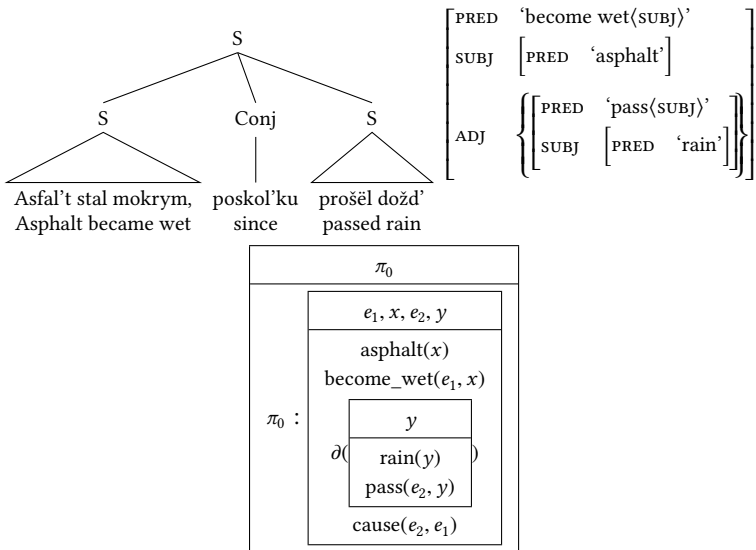 S
S Conj S
Asfal't stal mokrym, poskol'ku prošël dožd'
Asphalt became wet since passed rain
PRED 'become wet⟨SUBJ⟩'
SUBJ [PRED 'asphalt']
ADJ {[PRED 'pass⟨SUBJ⟩'
SUBJ [PRED 'rain']]}
π₀
e₁, x, e₂, y
asphalt(x)
become_wet(e₁, x)
π₀ :
y
∂( rain(y) )
pass(e₂, y)
cause(e₂, e₁)